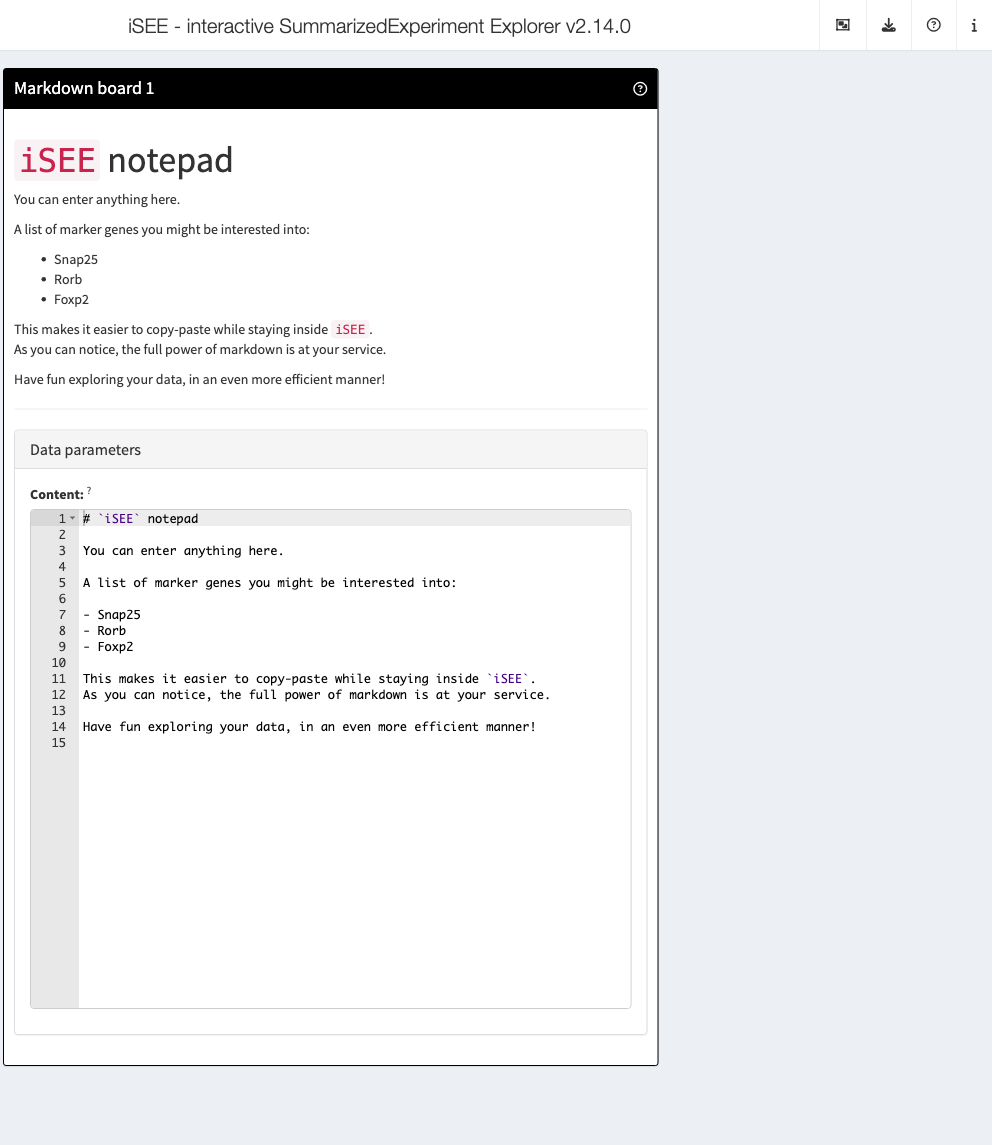 iSEE - interactive SummarizedExperiment Explorer v2.14.0
Markdown board 1
iSEE notepad
You can enter anything here.
A list of marker genes you might be interested into:
Snap25
Rorb
Foxp2
This makes it easier to copy-paste while staying inside iSEE.
As you can notice, the full power of markdown is at your service.
Have fun exploring your data, in an even more efficient manner!
Data parameters
Content: ?
1 # `iSEE` notepad
2
3 You can enter anything here.
4
5 A list of marker genes you might be interested into:
6
7 - Snap25
8 - Rorb
9 - Foxp2
10
11 This makes it easier to copy-paste while staying inside `iSEE`.
12 As you can notice, the full power of markdown is at your service.
13
14 Have fun exploring your data, in an even more efficient manner!
15